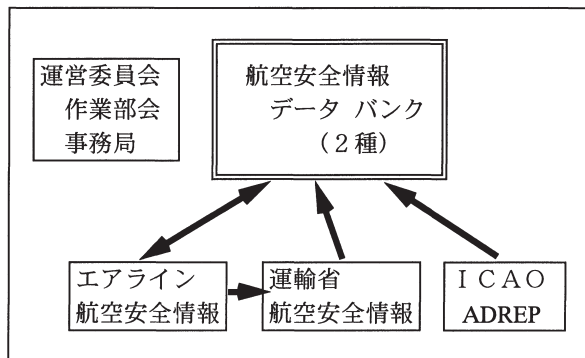 運営委員会
作業部会
事務局
航空安全情報
データ バンク
(2種)
エアライン
航空安全情報
運輸省
航空安全情報
ICAO
ADREP